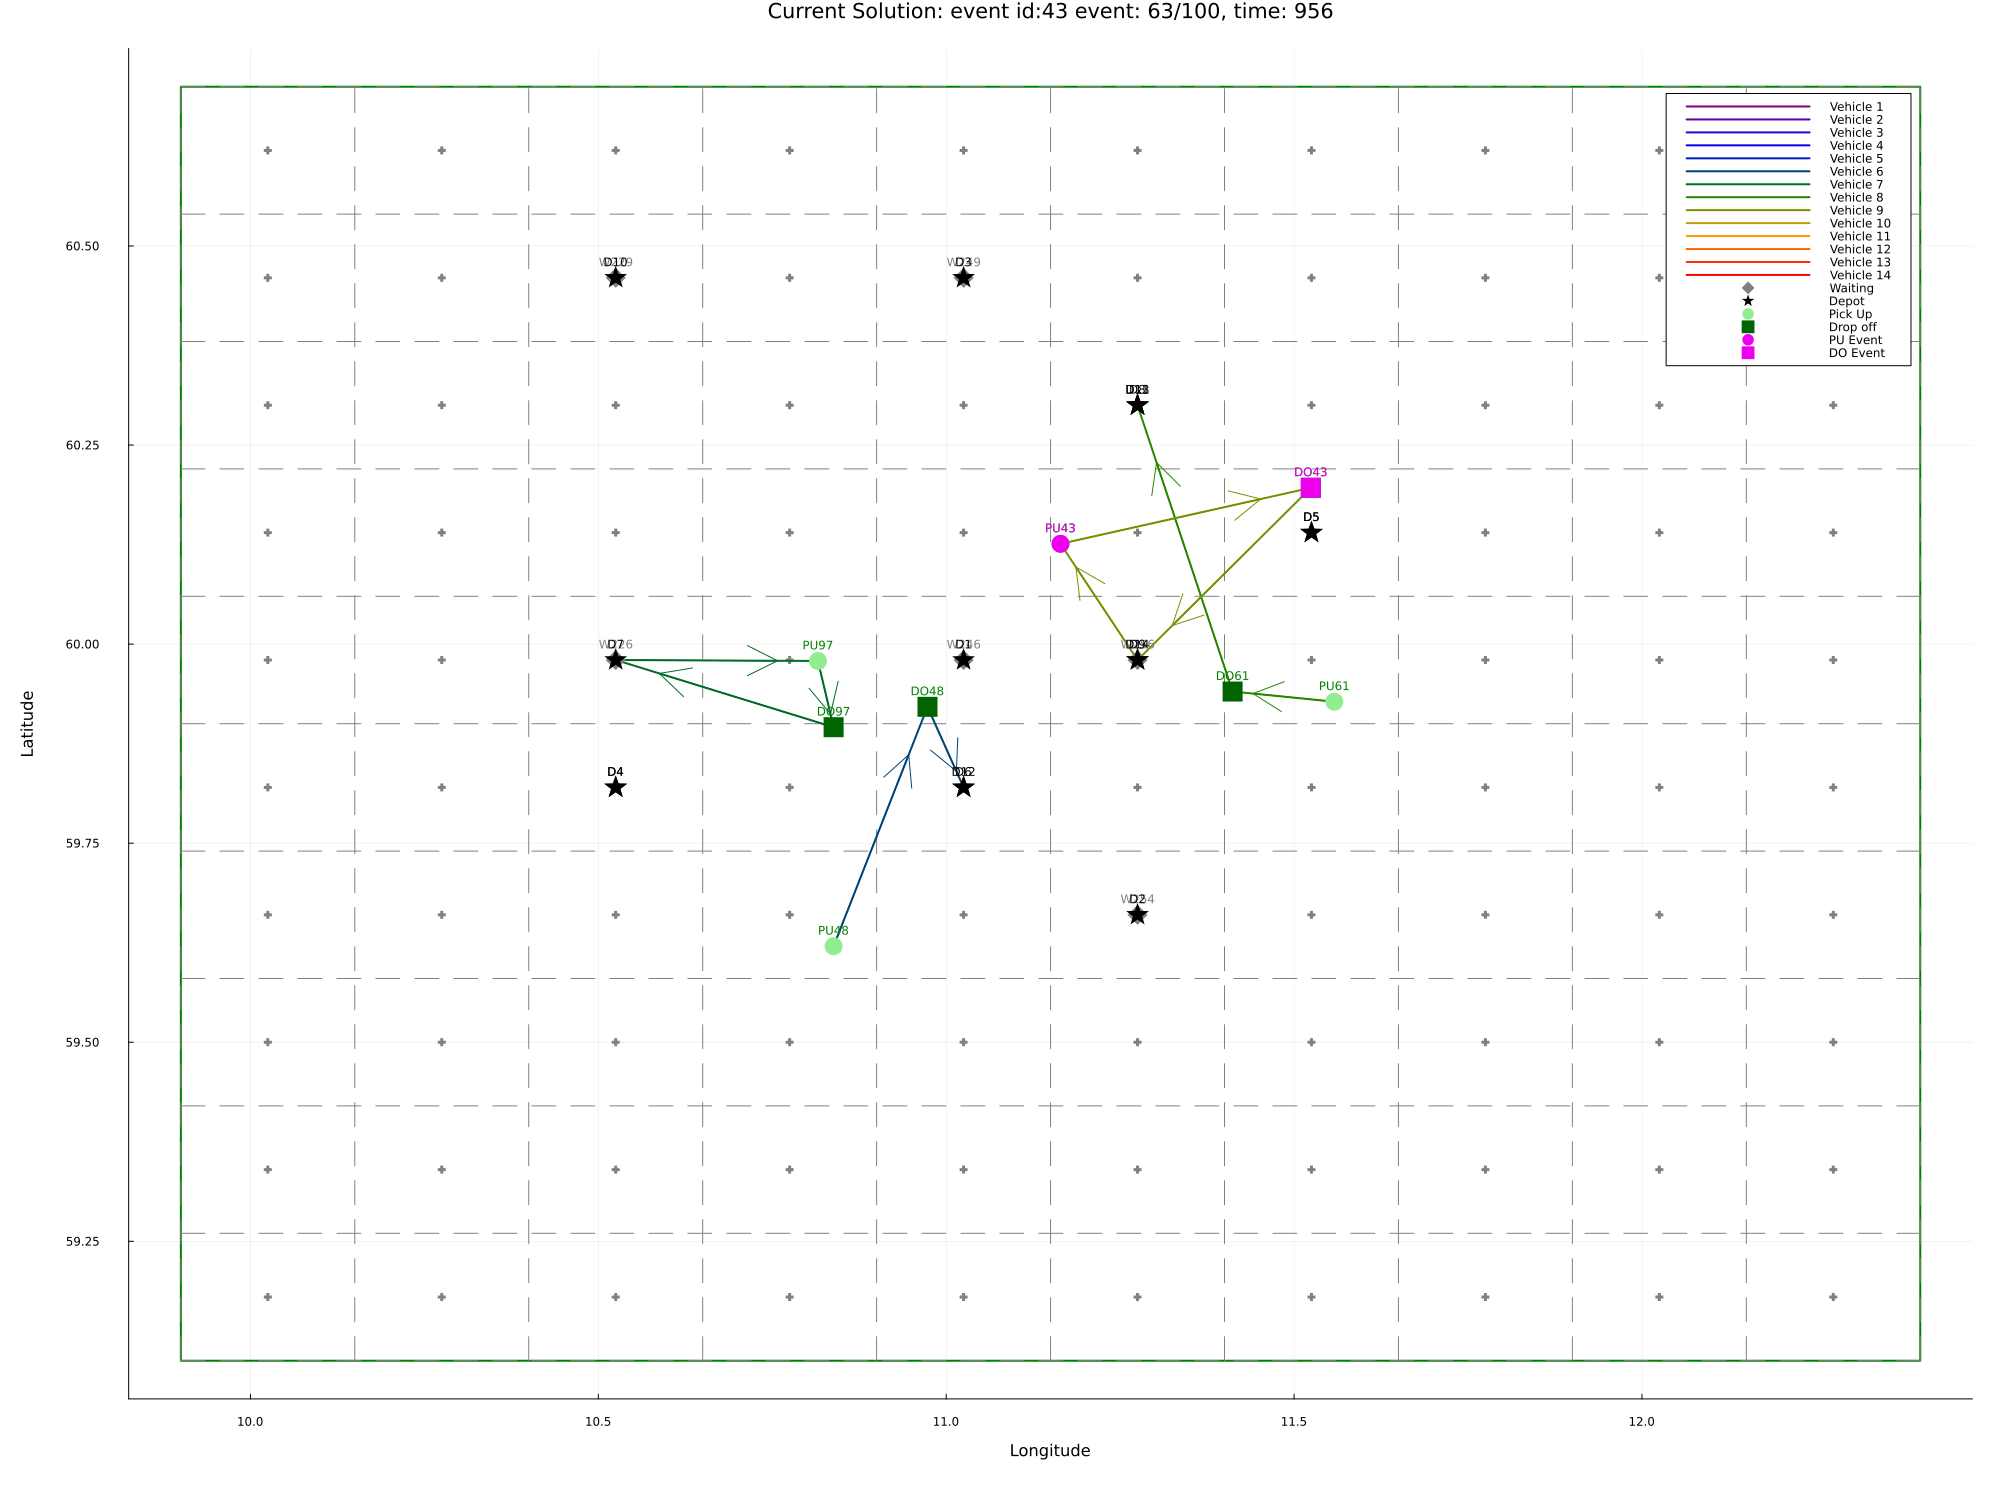 Current Solution: event id:43 event: 63/100, time: 956
Vehicle 1
Vehicle 2
Vehicle 3
Vehicle 4
Vehicle 5
Vehicle 6
Vehicle 7
Vehicle 8
Vehicle 9
Vehicle 10
Vehicle 11
Vehicle 12
Vehicle 13
Vehicle 14
Waiting
Depot
Pick Up
Drop off
PU Event
DO Event
60.50
60.25
60.00
59.75
59.50
59.25
Latitude
D10
D3
DO43
D5
PU43
D7
PU97
D1
DO61
PU61
DO48
DO97
D4
D2
PU48
10.0
10.5
11.0
11.5
12.0
Longitude